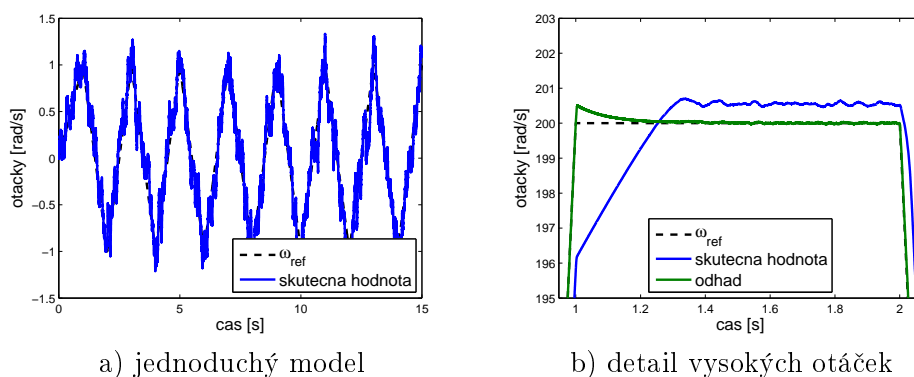 1.5
1
0.5
0
−0.5
−1
−1.5
0
5
10
15
otacky [rad/s]
cas [s]
ω_ref
skutecna hodnota
a) jednoduchý model
203
202
201
200
199
198
197
196
195
1
1.2
1.4
1.6
1.8
2
otacky [rad/s]
cas [s]
ω_ref
skutecna hodnota
odhad
b) detail vysokých otáček